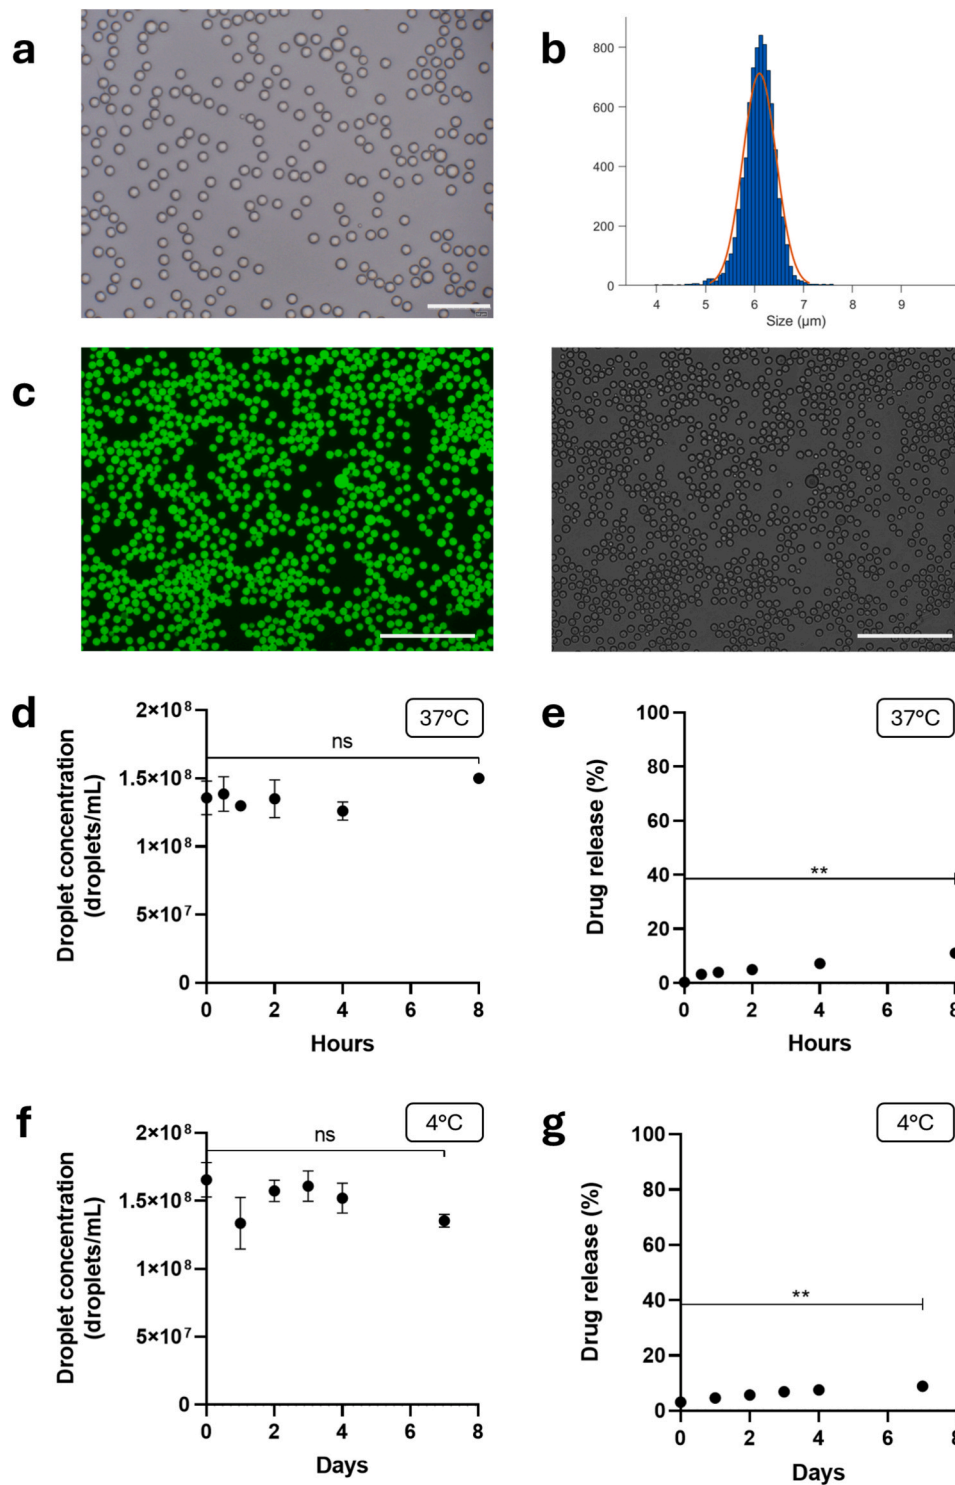 a
b
800
600
400
200
0
4 5 6 7 8 9
Size (µm)
c
d
37°C
2×10⁸
1.5×10⁸
1×10⁸
5×10⁷
0
ns
Droplet concentration
(droplets/mL)
0 2 4 6 8
Hours
e
37°C
100
80
60
40
20
0
**
Drug release (%)
0 2 4 6 8
Hours
f
4°C
2×10⁸
1.5×10⁸
1×10⁸
5×10⁷
0
ns
Droplet concentration
(droplets/mL)
0 2 4 6 8
Days
g
4°C
100
80
60
40
20
0
**
Drug release (%)
0 2 4 6 8
Days